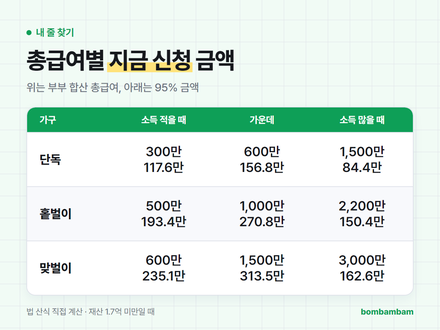 내 줄 찾기
총급여별 지금 신청 금액
위는 부부 합산 총급여, 아래는 95% 금액
가구 소득 적을 때 가운데 소득 많을 때
단독 300만 600만 1,500만
117.6만 156.8만 84.4만
홑벌이 500만 1,000만 2,200만
193.4만 270.8만 150.4만
맞벌이 600만 1,500만 3,000만
235.1만 313.5만 162.6만
법 산식 직접 계산 · 재산 1.7억 미만일 때
bombambam